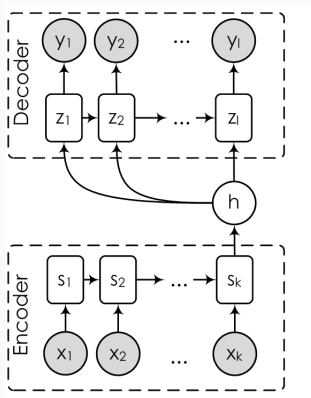 Decoder
y1 y2 ... yl
z1 z2 ... zl
h
Encoder
s1 s2 ... sk
x1 x2 ... xk